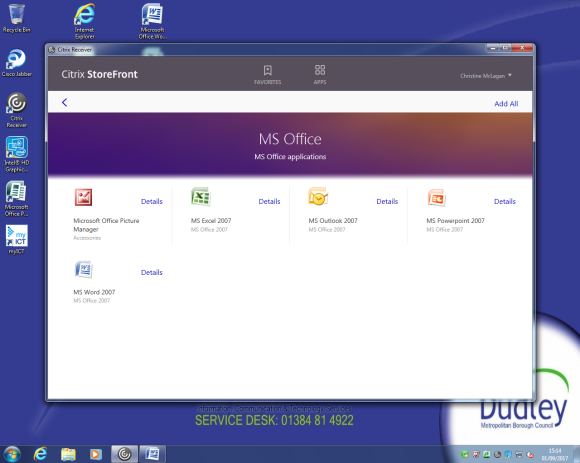 Recycle Bin
Internet
Explorer
Microsoft
Office Wo...
Cisco Jabber
Citrix
Receiver
Intel® HD
Graphic...
Microsoft
Office P...
my
ICT
myICT
Citrix Receiver
Citrix StoreFront
FAVORITES
APPS
Christine McLagan
Add All
MS Office
MS Office applications
Details
Microsoft Office Picture
Manager
Accessories
Details
MS Excel 2007
MS Office 2007
Details
MS Outlook 2007
MS Office 2007
Details
MS Powerpoint 2007
MS Office 2007
Details
MS Word 2007
MS Office 2007
Dudley
Metropolitan Borough Council
SERVICE DESK: 01384 81 4922
15:14
01/09/2017